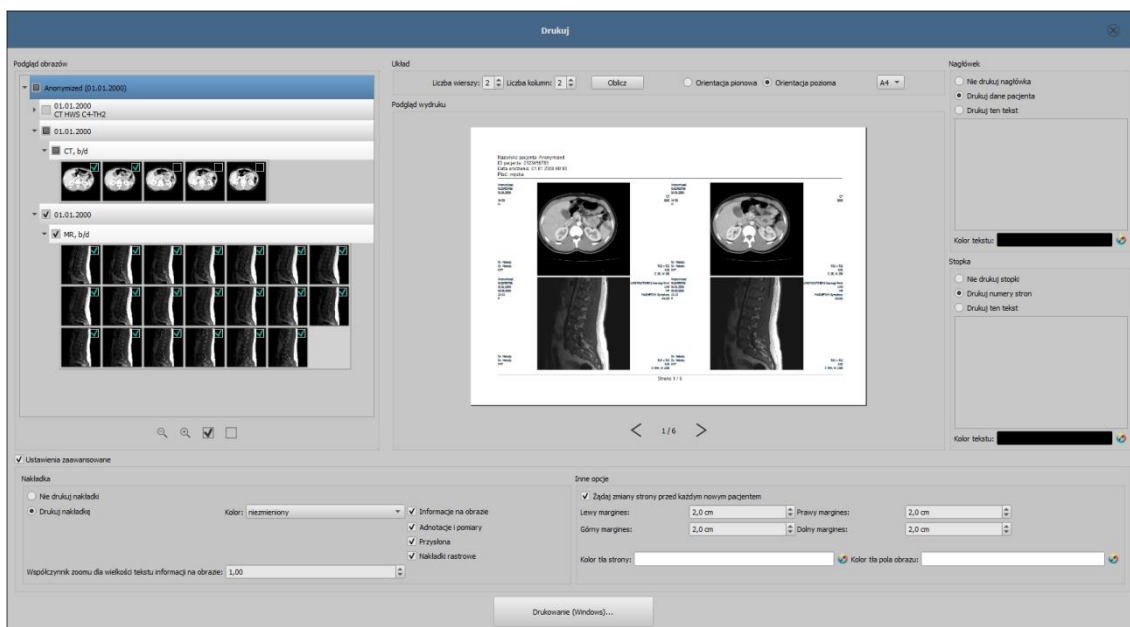 Drukuj
Podgląd obrazów
Anonymized (01.01.2000)
01.01.2000
CT HWS C4-TH2
01.01.2000
CT, b/d
01.01.2000
MR, b/d
Układ
Liczba wierszy: 2 Liczba kolumn: 2 Oblicz Orientacja pionowa Orientacja pozioma A4
Podgląd wydruku
Nazwisko pacjenta: Anonymized
Strona 1 / 6
1/6
Nagłówek
Nie drukuj nagłówka
Drukuj dane pacjenta
Drukuj ten tekst
Kolor tekstu:
Stopka
Nie drukuj stopki
Drukuj numery stron
Drukuj ten tekst
Kolor tekstu:
Ustawienia zaawansowane
Nakładka
Nie drukuj nakładki
Drukuj nakładkę
Kolor: niezmieniony
Informacje na obrazie
Adnotacje i pomiary
Przysłona
Nakładki rastrowe
Współczynnik zoomu dla wielkości tekstu informacji na obrazie: 1,00
Inne opcje
Żądaj zmiany strony przed każdym nowym pacjentem
Lewy margines: 2,0 cm Prawy margines: 2,0 cm
Górny margines: 2,0 cm Dolny margines: 2,0 cm
Kolor tła strony: Kolor tła pola obrazu:
Drukowanie (Windows)...